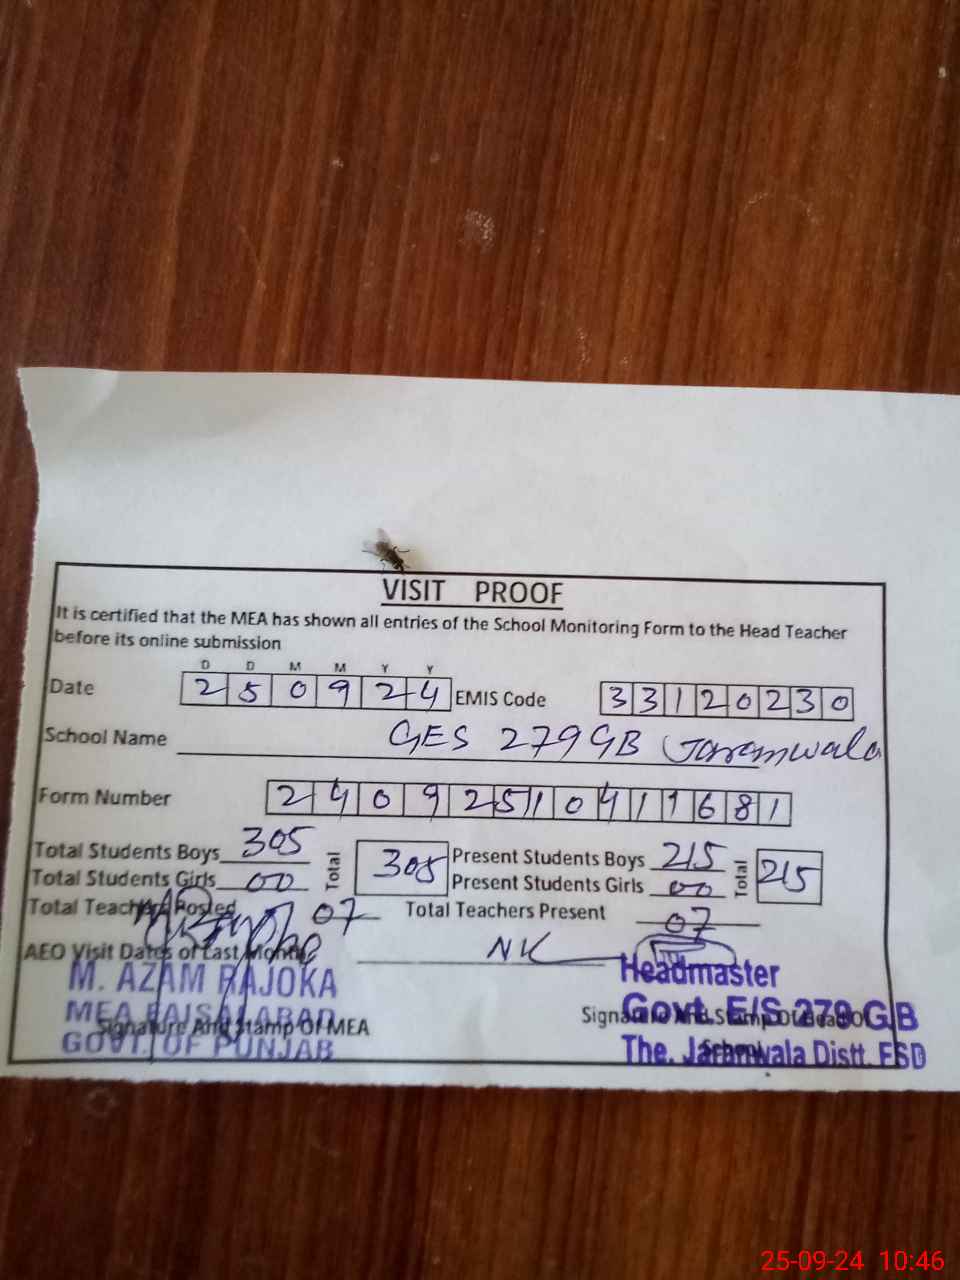 VISIT PROOF
It is certified that the MEA has shown all entries of the School Monitoring Form to the Head Teacher
before its online submission
D D M M Y Y
Date 2 5 0 9 2 4 EMIS Code 3 3 1 2 0 2 3 0
School Name GES 279 GB Jaranwala
Form Number 2 4 0 9 2 5 1 0 4 1 1 6 8 1
Total Students Boys 305 Total 305 Present Students Boys 215 Total 215
Total Students Girls 00 Present Students Girls 00
Total Teachers Posted 07 Total Teachers Present 07
AEO Visit Dates of Last Month NK
M. AZAM RAJOKA
MEA FAISALABAD
GOVT. OF PUNJAB
Signature And Stamp Of MEA
Headmaster
Govt. E/S 279 G B
The. Jaranwala Distt. FSD
Signature And Stamp Of Head Of
School
25-09-24 10:46